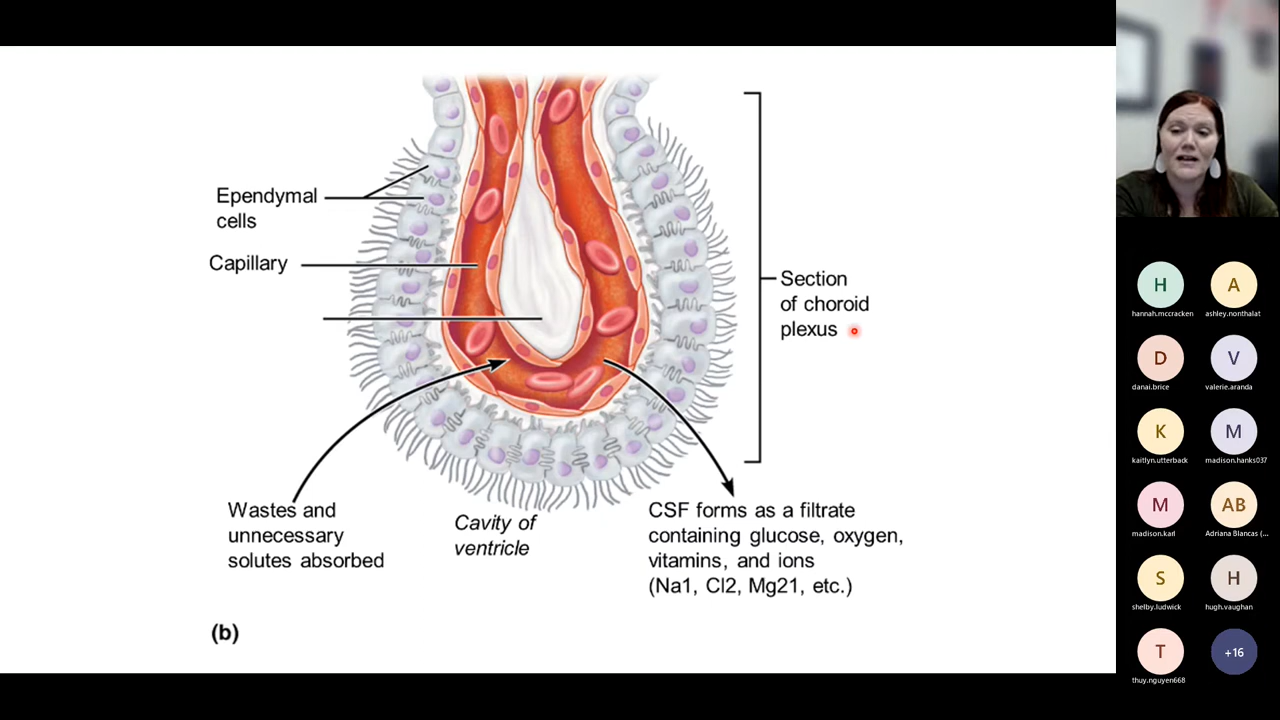 Ependymal
cells
Capillary
Section
of choroid
plexus
Wastes and
unnecessary
solutes absorbed
Cavity of
ventricle
CSF forms as a filtrate
containing glucose, oxygen,
vitamins, and ions
(Na1, Cl2, Mg21, etc.)
(b)
H
hannah.mccracken
A
ashley.nonthalat
D
danai.brice
V
valerie.aranda
K
kaitlyn.utterback
M
madison.hanks037
M
madison.karl
AB
Adriana Blancas (...
S
shelby.ludwick
H
hugh.vaughan
T
thuy.nguyen668
+16